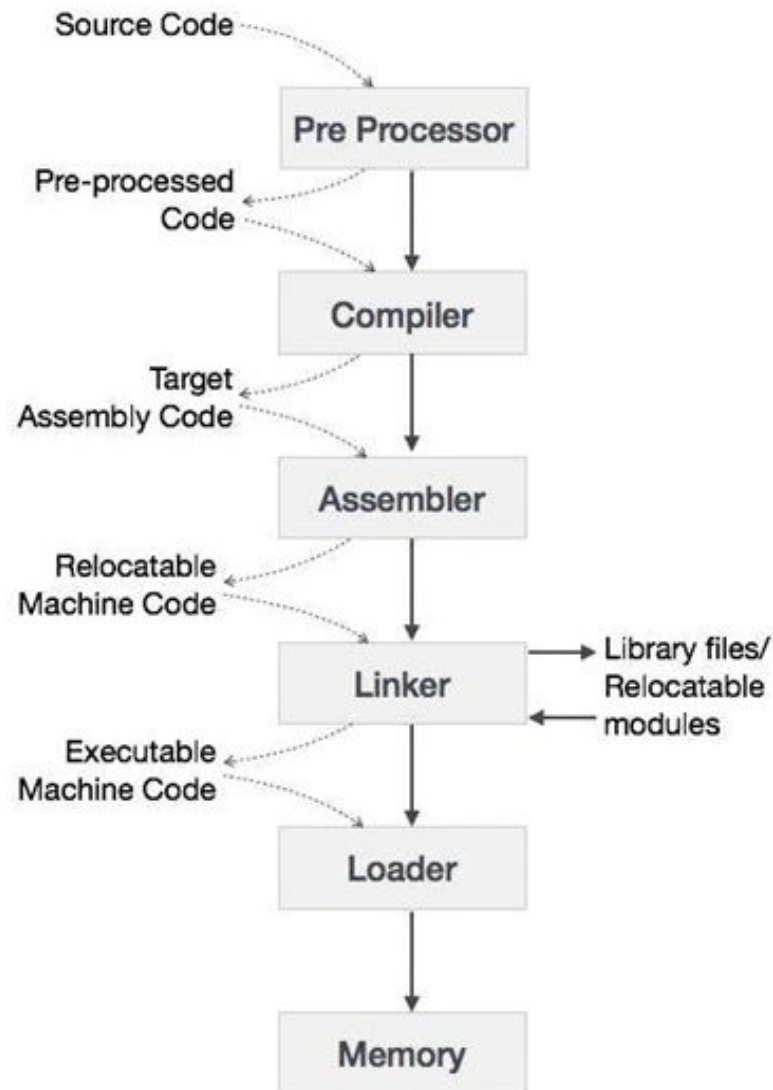 Source Code
Pre Processor
Pre-processed
Code
Compiler
Target
Assembly Code
Assembler
Relocatable
Machine Code
Linker
Library files/
Relocatable
modules
Executable
Machine Code
Loader
Memory